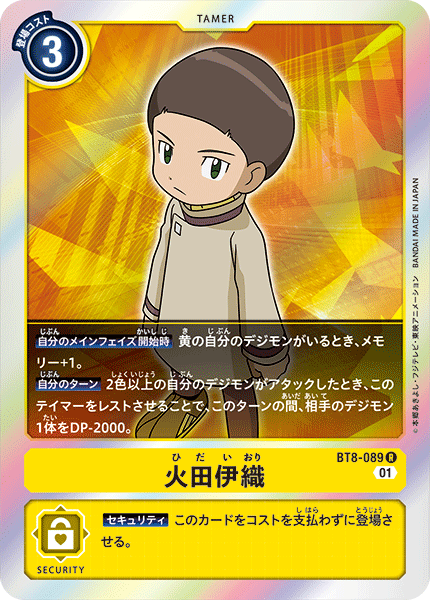 登場コスト
3
TAMER
自分のメインフェイズ開始時 黄の自分のデジモンがいるとき、メモ
リー+1。
自分のターン 2色以上の自分のデジモンがアタックしたとき、この
テイマーをレストさせることで、このターンの間、相手のデジモン
1体をDP-2000。
©本郷あきよし・フジテレビ・東映アニメーション BANDAI MADE IN JAPAN
ひだ いおり
火田伊織
BT8-089 R
01
セキュリティ このカードをコストを支払わずに登場さ
せる。
SECURITY